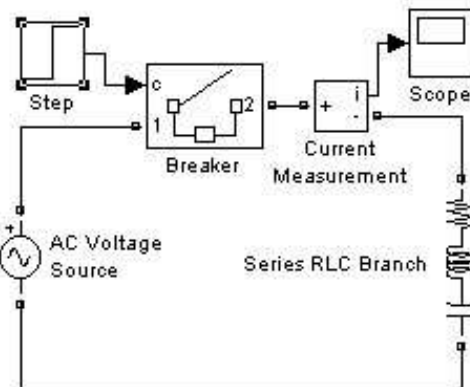 Step
c
1
2
Breaker
+
i
-
Current
Measurement
Scope
+
AC Voltage
Source
Series RLC Branch